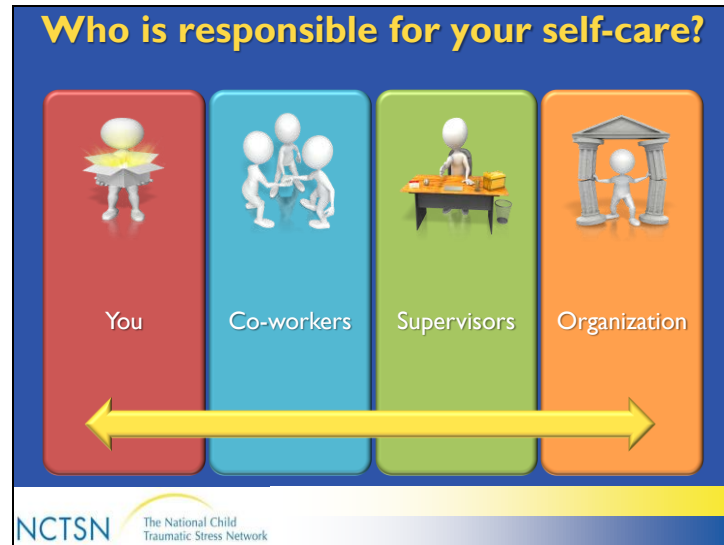 Who is responsible for your self-care?
You
Co-workers
Supervisors
Organization
NCTSN
The National Child
Traumatic Stress Network